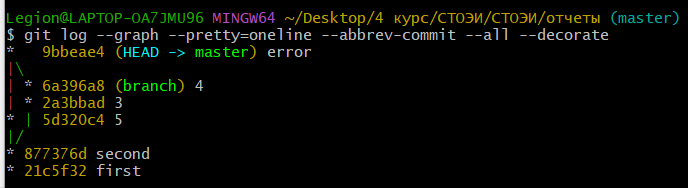 Legion@LAPTOP-OA7JMU96 MINGW64 ~/Desktop/4 курс/СТОЭИ/СТОЭИ/отчеты (master)
$ git log --graph --pretty=oneline --abbrev-commit --all --decorate
*   9bbeae4 (HEAD -> master) error
|\
| * 6a396a8 (branch) 4
| * 2a3bbad 3
* | 5d320c4 5
|/
* 877376d second
* 21c5f32 first